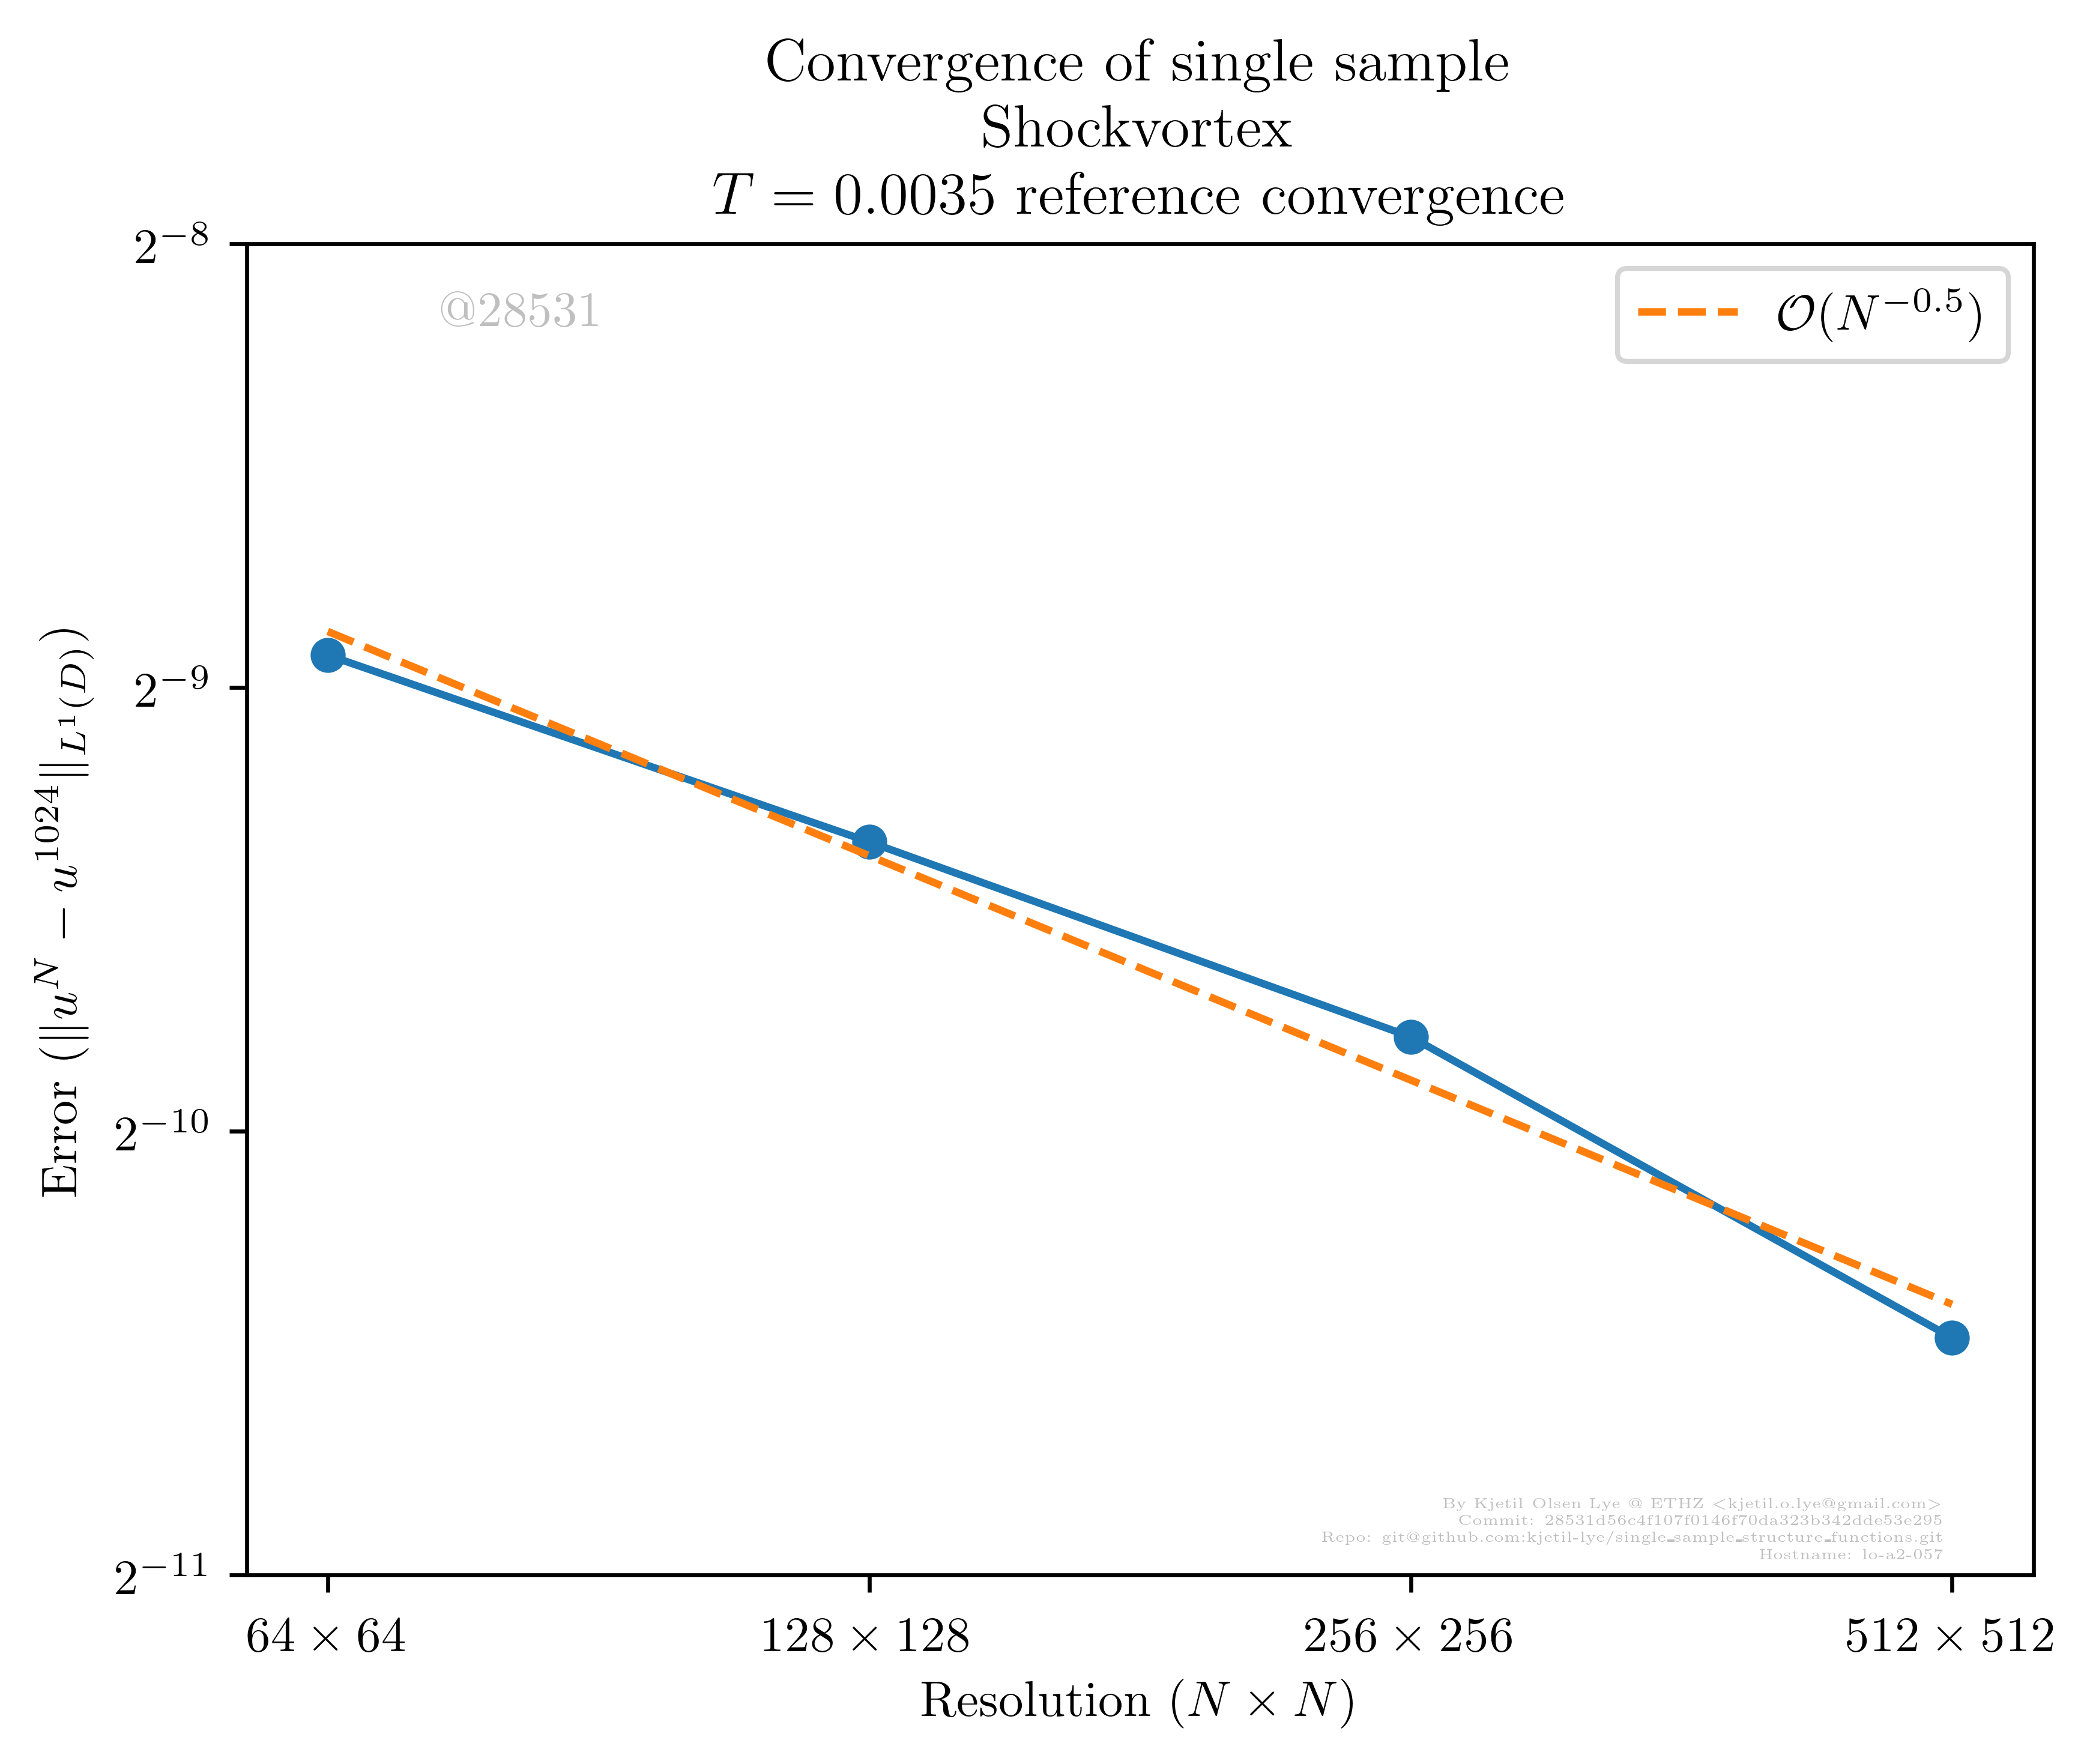 Convergence of single sample
Shockvortex
T = 0.0035 reference convergence
2^{-8}
@28531
\mathcal{O}(N^{-0.5})
2^{-9}
Error (||u^N − u^{1024}||_{L^1(D)})
2^{-10}
By Kjetil Olsen Lye @ ETHZ <kjetil.o.lye@gmail.com>
Commit: 28531d56c4f107f0146f70da323b342dde53e295
Repo: git@github.com:kjetil-lye/single_sample_structure_functions.git
Hostname: lo-a2-057
2^{-11}
64 × 64 128 × 128 256 × 256 512 × 512
Resolution (N × N)